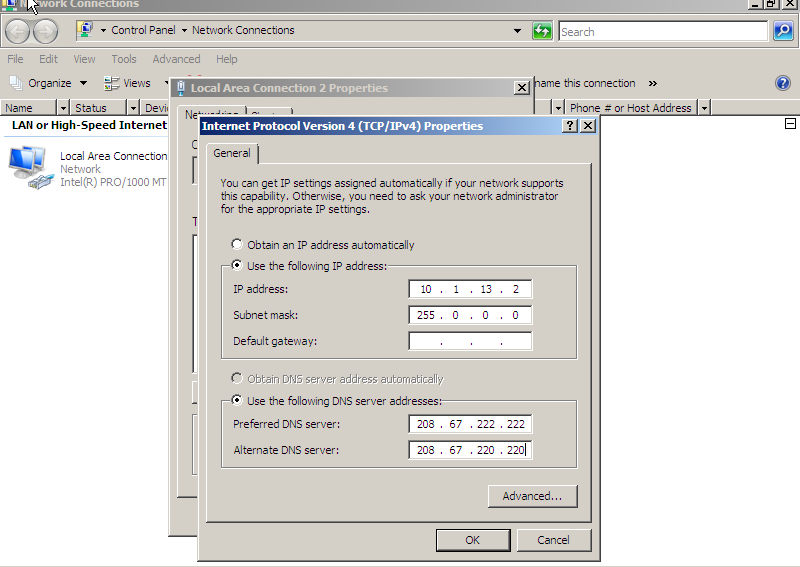 Network Connections
Control Panel
Network Connections
Search
File Edit View Tools Advanced Help
Organize Views name this connection »
Name Status Phone # or Host Address
LAN or High-Speed Internet
Local Area Connection
Network
Intel(R) PRO/1000 MT
Local Area Connection 2 Properties
Networking
Internet Protocol Version 4 (TCP/IPv4) Properties
General
You can get IP settings assigned automatically if your network supports
this capability. Otherwise, you need to ask your network administrator
for the appropriate IP settings.
Obtain an IP address automatically
Use the following IP address:
IP address: 10 . 1 . 13 . 2
Subnet mask: 255 . 0 . 0 . 0
Default gateway: . . .
Obtain DNS server address automatically
Use the following DNS server addresses:
Preferred DNS server: 208 . 67 . 222 . 222
Alternate DNS server: 208 . 67 . 220 . 220
Advanced...
OK Cancel